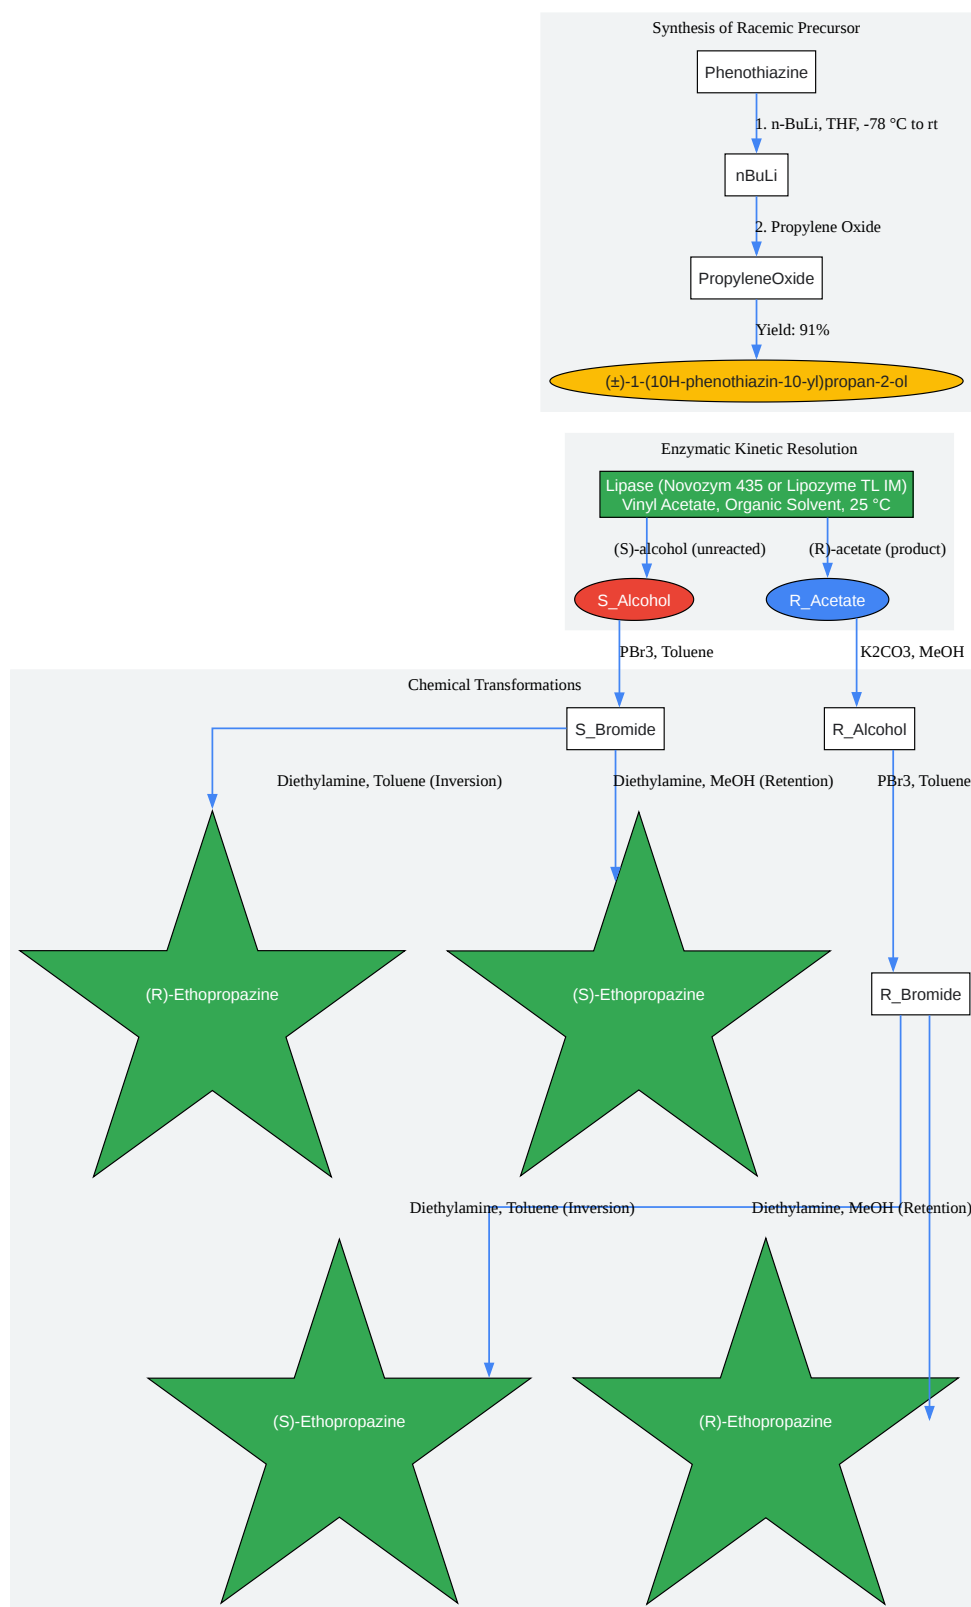 Synthesis of Racemic Precursor
Phenothiazine
1. n-BuLi, THF, -78 °C to rt
nBuLi
2. Propylene Oxide
PropyleneOxide
Yield: 91%
(±)-1-(10H-phenothiazin-10-yl)propan-2-ol
Enzymatic Kinetic Resolution
Lipase (Novozym 435 or Lipozyme TL IM)
Vinyl Acetate, Organic Solvent, 25 °C
(S)-alcohol (unreacted)
(R)-acetate (product)
S_Alcohol
R_Acetate
PBr3, Toluene
K2CO3, MeOH
Chemical Transformations
S_Bromide
R_Alcohol
Diethylamine, Toluene (Inversion)
Diethylamine, MeOH (Retention)
PBr3, Toluene
(R)-Ethopropazine
(S)-Ethopropazine
R_Bromide
Diethylamine, Toluene (Inversion)
Diethylamine, MeOH (Retention)
(S)-Ethopropazine
(R)-Ethopropazine